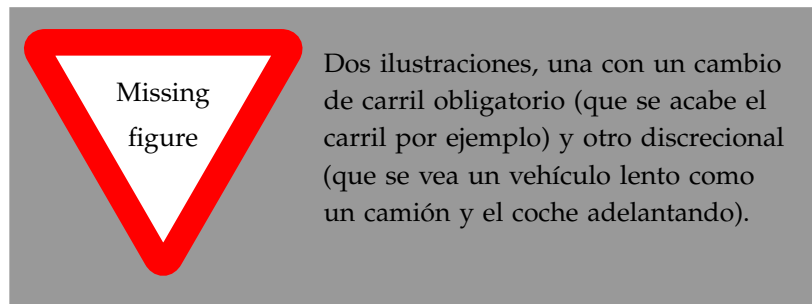 Missing
figure
Dos ilustraciones, una con un cambio
de carril obligatorio (que se acabe el
carril por ejemplo) y otro discrecional
(que se vea un vehículo lento como
un camión y el coche adelantando).